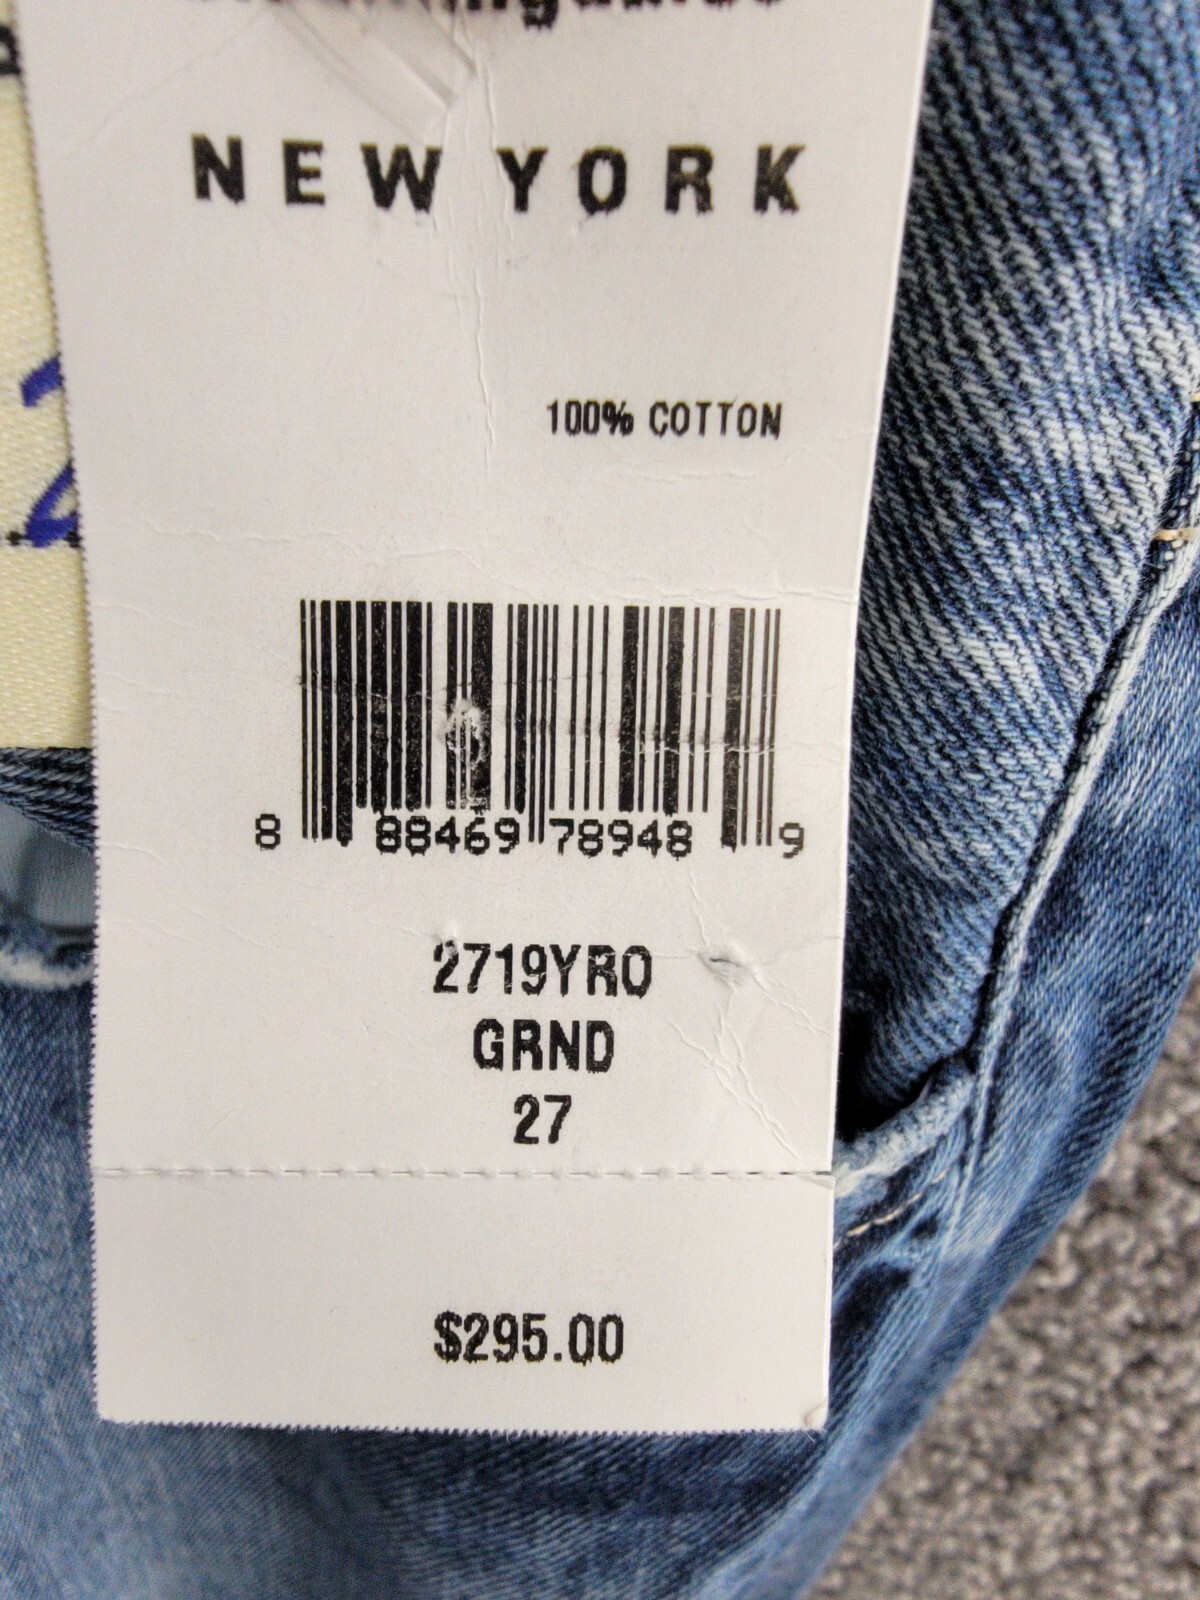 NEW YORK
100% COTTON
8 88469 78948 9
2719YRO
GRND
27
$295.00